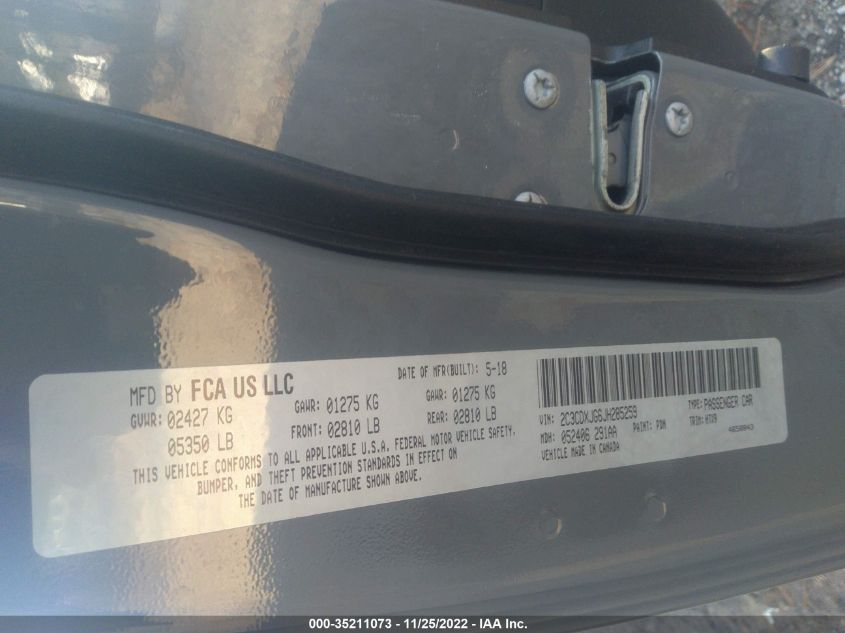 MFD BY FCA US LLC
DATE OF MFR(BUILT): 5-18
GVWR: 02427 KG
GAWR: 01275 KG
GAWR: 01275 KG
05350 LB
FRONT: 02810 LB
REAR: 02810 LB
THIS VEHICLE CONFORMS TO ALL APPLICABLE U.S.A. FEDERAL MOTOR VEHICLE SAFETY.
BUMPER, AND THEFT PREVENTION STANDARDS IN EFFECT ON
THE DATE OF MANUFACTURE SHOWN ABOVE.
VIN: 2C3CDXJG6JH285259
TYPE: PASSENGER CAR
MDH: 052406 291AA
PAINT: PDN
TRIM:
VEHICLE MADE IN CANADA
000-35211073 - 11/25/2022 - IAA Inc.